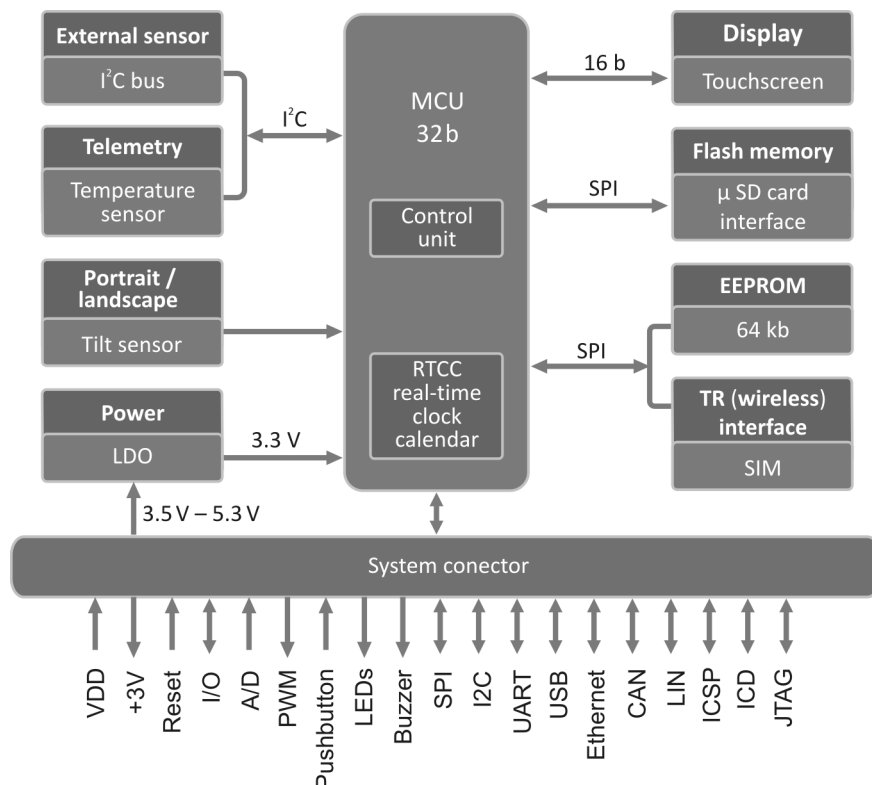 External sensor
I²C bus
Telemetry
Temperature
sensor
I²C
Portrait /
landscape
Tilt sensor
Power
LDO
3.3 V
3.5 V – 5.3 V
MCU
32 b
Control
unit
RTCC
real-time
clock
calendar
16 b
Display
Touchscreen
SPI
Flash memory
µ SD card
interface
SPI
EEPROM
64 kb
TR (wireless)
interface
SIM
System conector
VDD
+3V
Reset
I/O
A/D
PWM
Pushbutton
LEDs
Buzzer
SPI
I2C
UART
USB
Ethernet
CAN
LIN
ICSP
ICD
JTAG